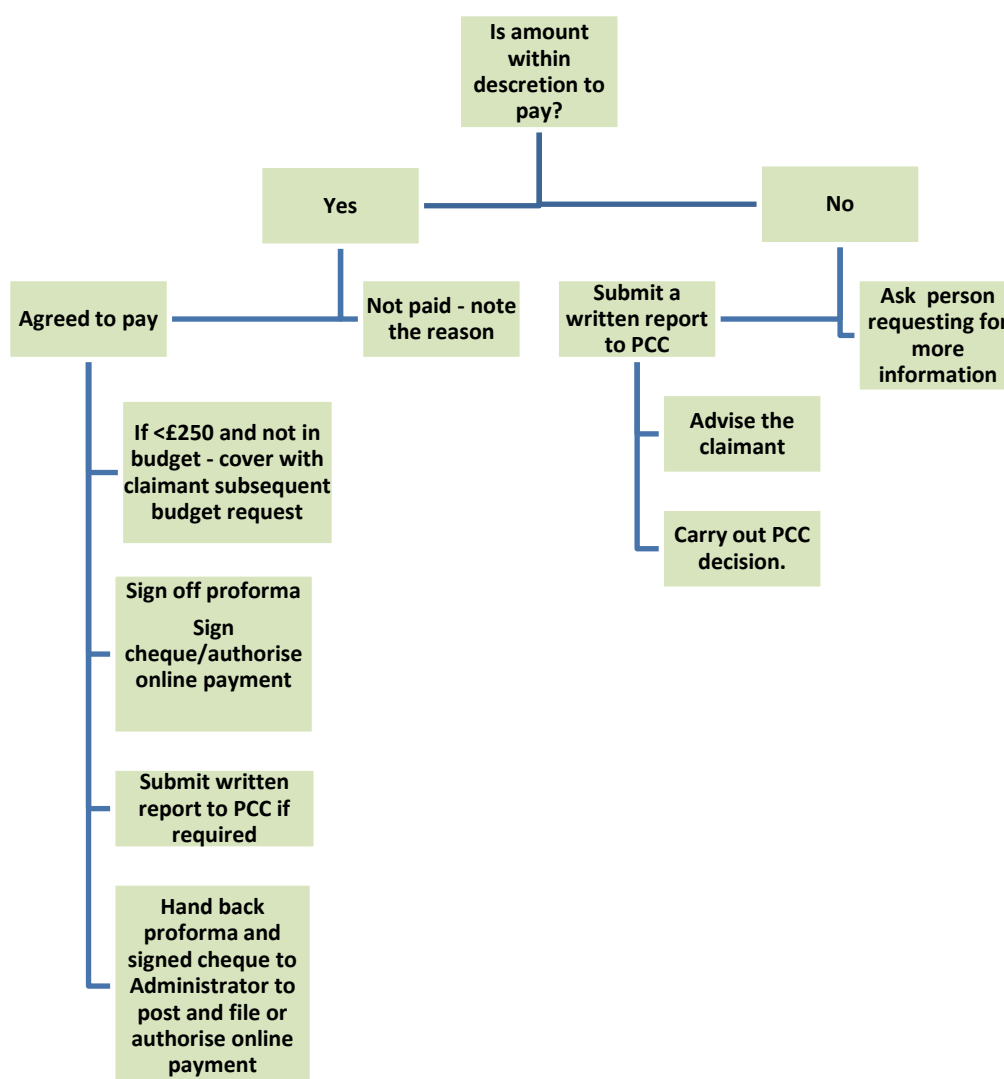 Is amount
within
descretion to
pay?
Yes
No
Agreed to pay
Not paid - note
the reason
Submit a
written report
to PCC
Ask person
requesting for
more
information
If <£250 and not in
budget - cover with
claimant subsequent
budget request
Advise the
claimant
Carry out PCC
decision.
Sign off proforma
Sign
cheque/authorise
online payment
Submit written
report to PCC if
required
Hand back
proforma and
signed cheque to
Administrator to
post and file or
authorise online
payment